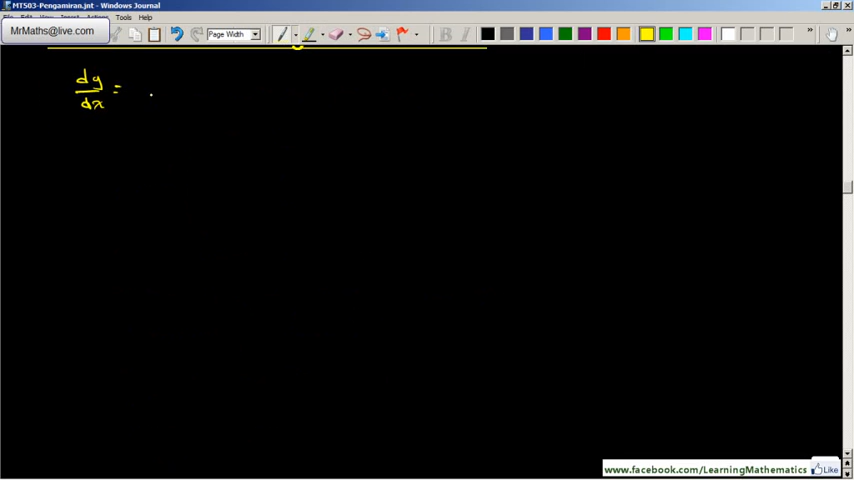 MT503-Pengamiran.jnt - Windows Journal
Tools Help
MrMaths@live.com
Page Width
B I
dy
dx =
www.facebook.com/LearningMathematics Like